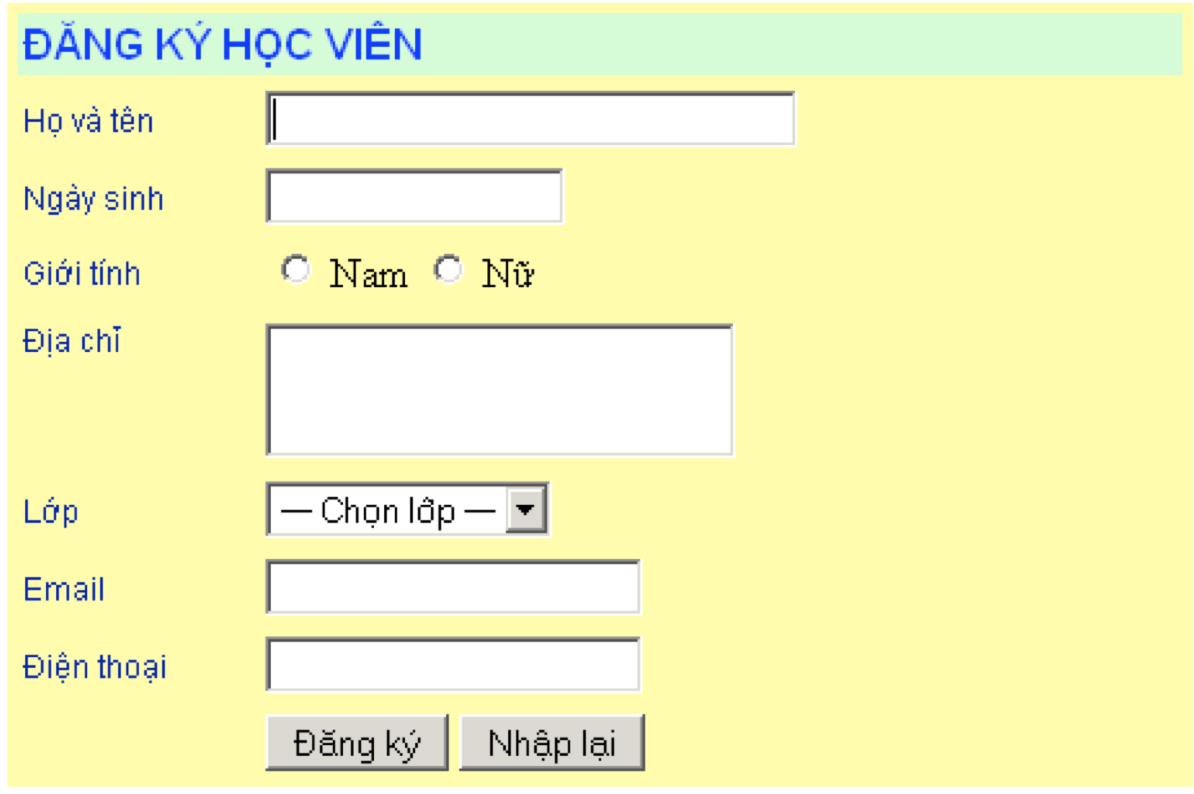 ĐĂNG KÝ HỌC VIÊN
Họ và tên
Ngày sinh
Giới tính Nam Nữ
Địa chỉ
Lớp — Chọn lớp —
Email
Điện thoại
Đăng ký Nhập lại